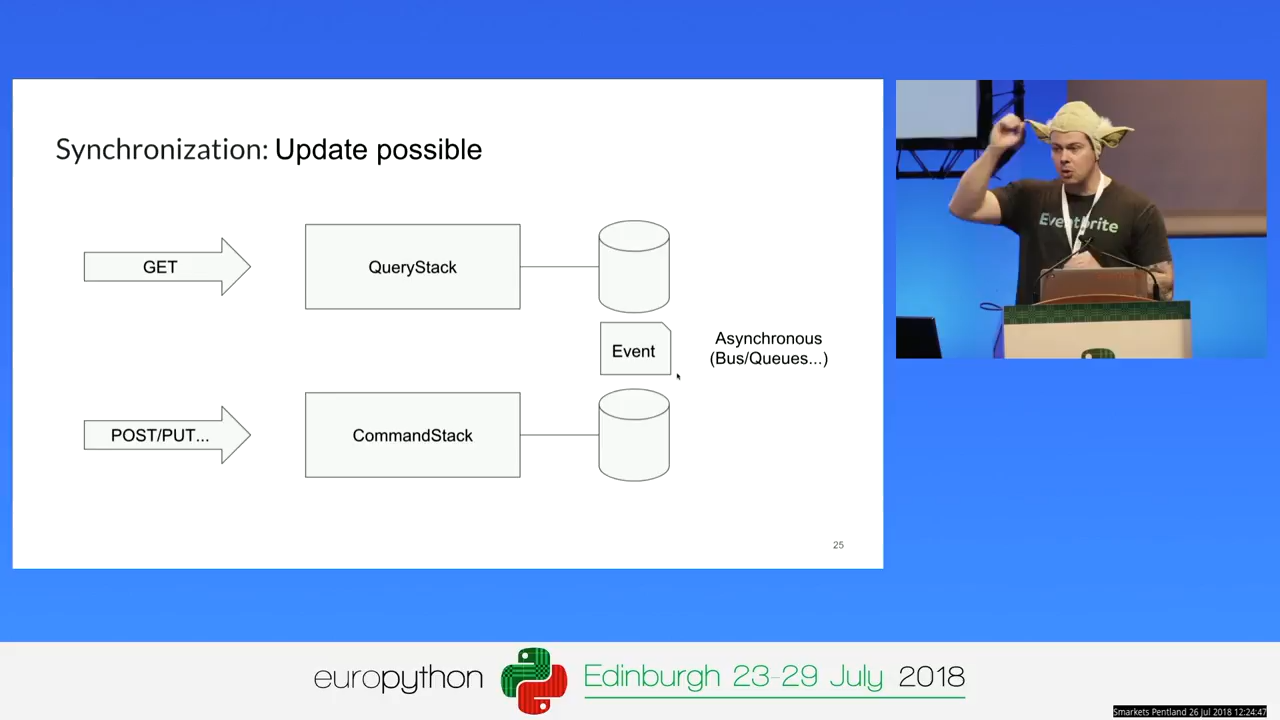 Synchronization: Update possible
GET
QueryStack
Event
Asynchronous
(Bus/Queues...)
POST/PUT...
CommandStack
25
Eventbrite
europython
Edinburgh 23-29 July 2018
Smarkets Pentland 26 Jul 2018 12:24:47